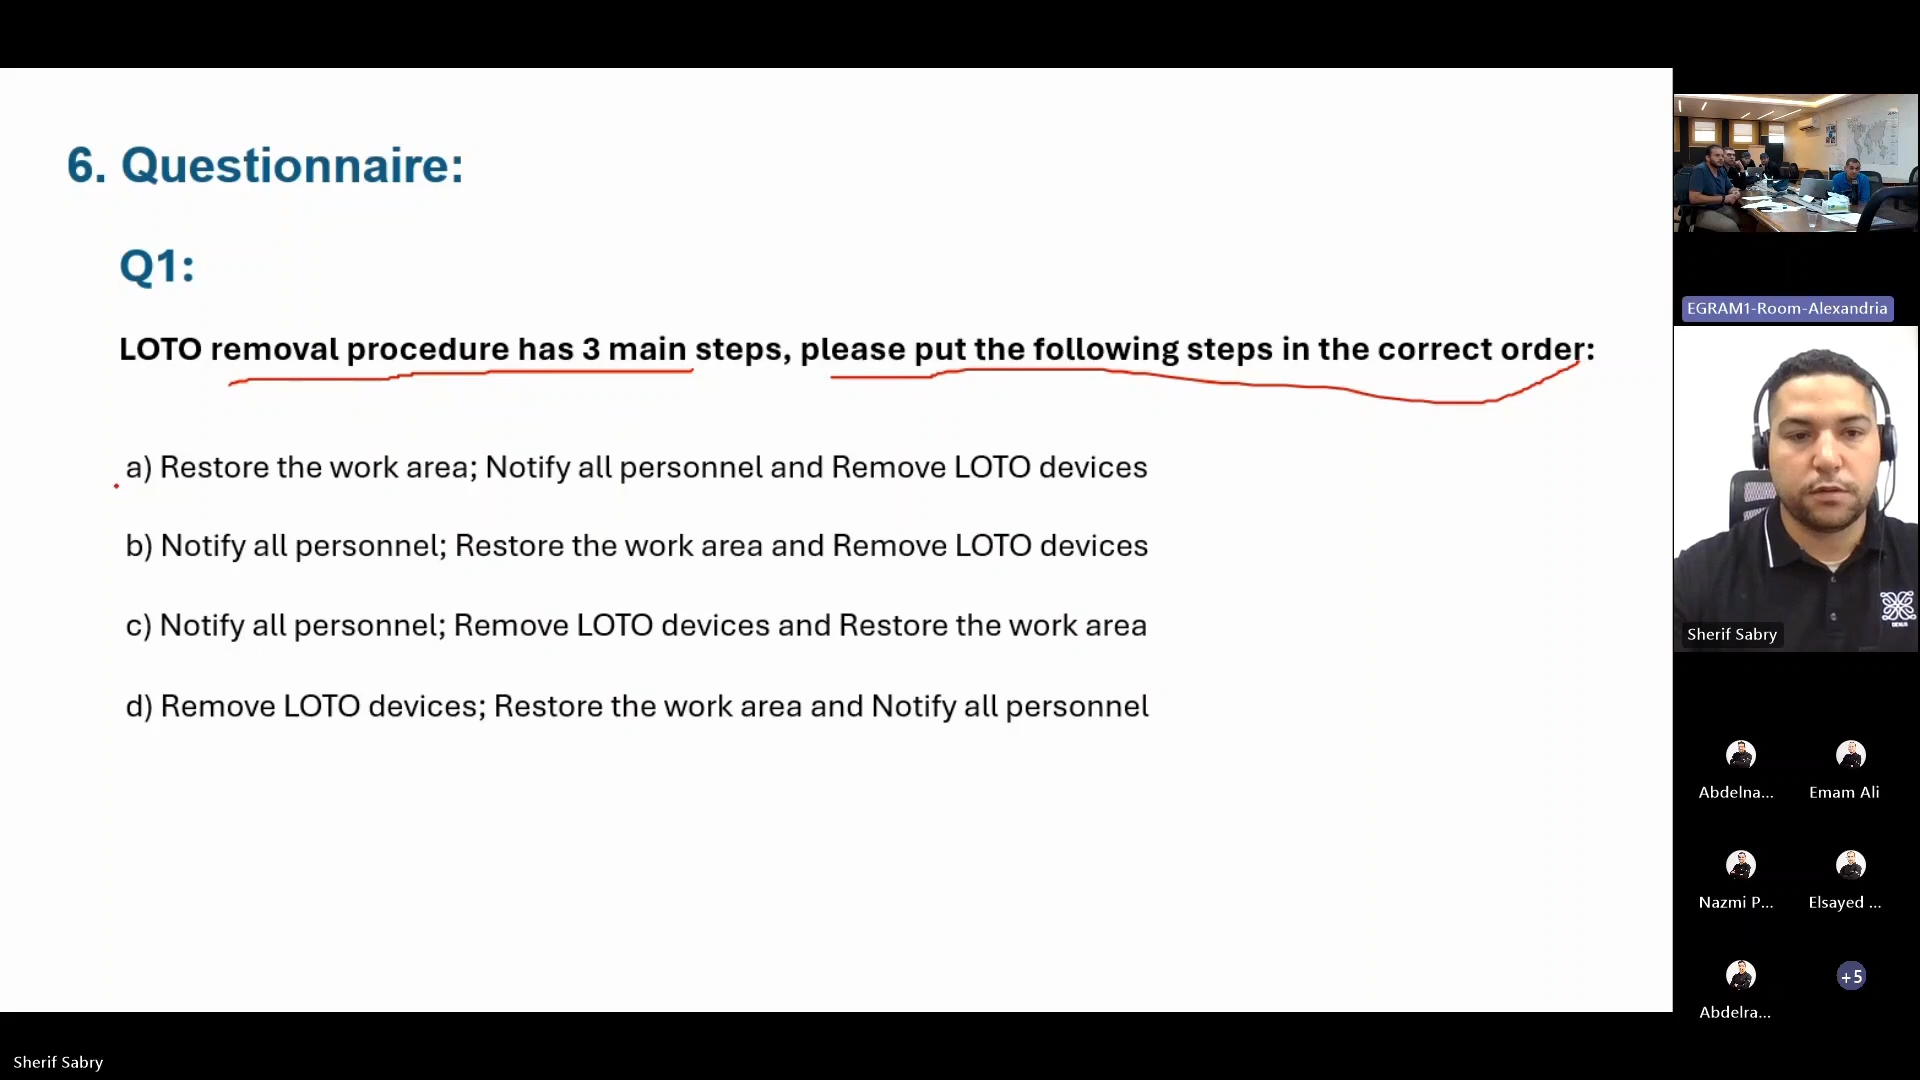 6. Questionnaire:
Q1:
LOTO removal procedure has 3 main steps, please put the following steps in the correct order:
a) Restore the work area; Notify all personnel and Remove LOTO devices
b) Notify all personnel; Restore the work area and Remove LOTO devices
c) Notify all personnel; Remove LOTO devices and Restore the work area
d) Remove LOTO devices; Restore the work area and Notify all personnel
EGRAM1-Room-Alexandria
Sherif Sabry
Abdelna...
Emam Ali
Nazmi P...
Elsayed ...
Abdelra...
+5
Sherif Sabry